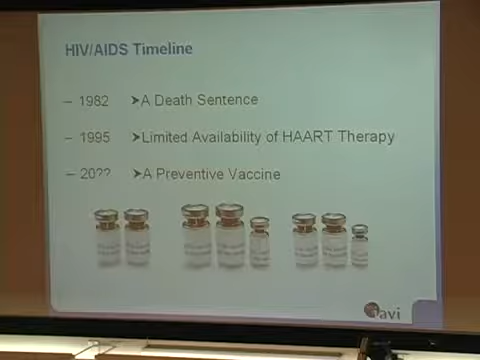 HIV/AIDS Timeline
– 1982 ➤A Death Sentence
– 1995 ➤Limited Availability of HAART Therapy
– 20?? ➤A Preventive Vaccine
iavi